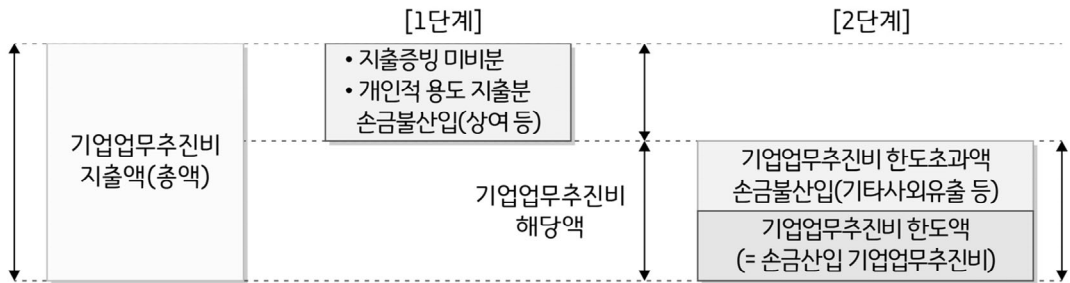 [1단계]
[2단계]
기업업무추진비
지출액(총액)
• 지출증빙 미비분
• 개인적 용도 지출분
손금불산입(상여 등)
기업업무추진비
해당액
기업업무추진비 한도초과액
손금불산입(기타사외유출 등)
기업업무추진비 한도액
(= 손금산입 기업업무추진비)